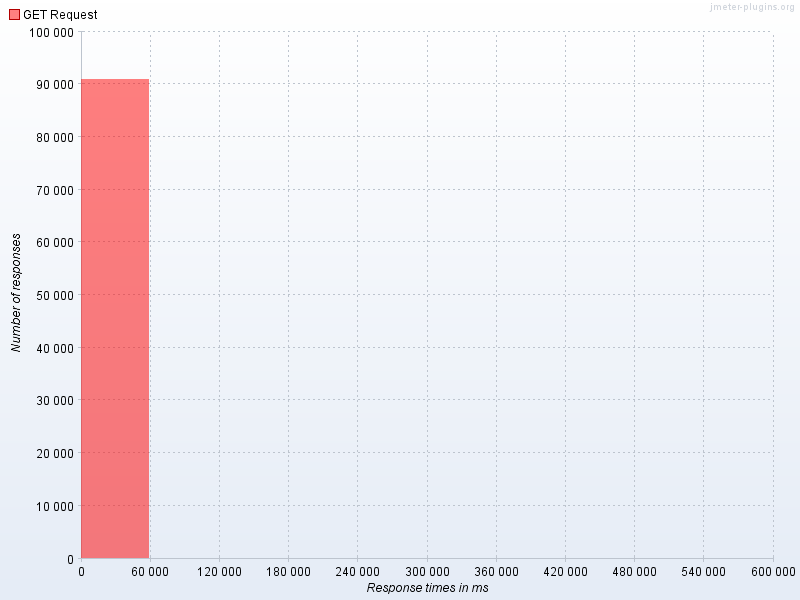 jmeter-plugins.org
GET Request
100 000
90 000
80 000
70 000
60 000
50 000
40 000
30 000
20 000
10 000
0
Number of responses
0 60 000 120 000 180 000 240 000 300 000 360 000 420 000 480 000 540 000 600 000
Response times in ms